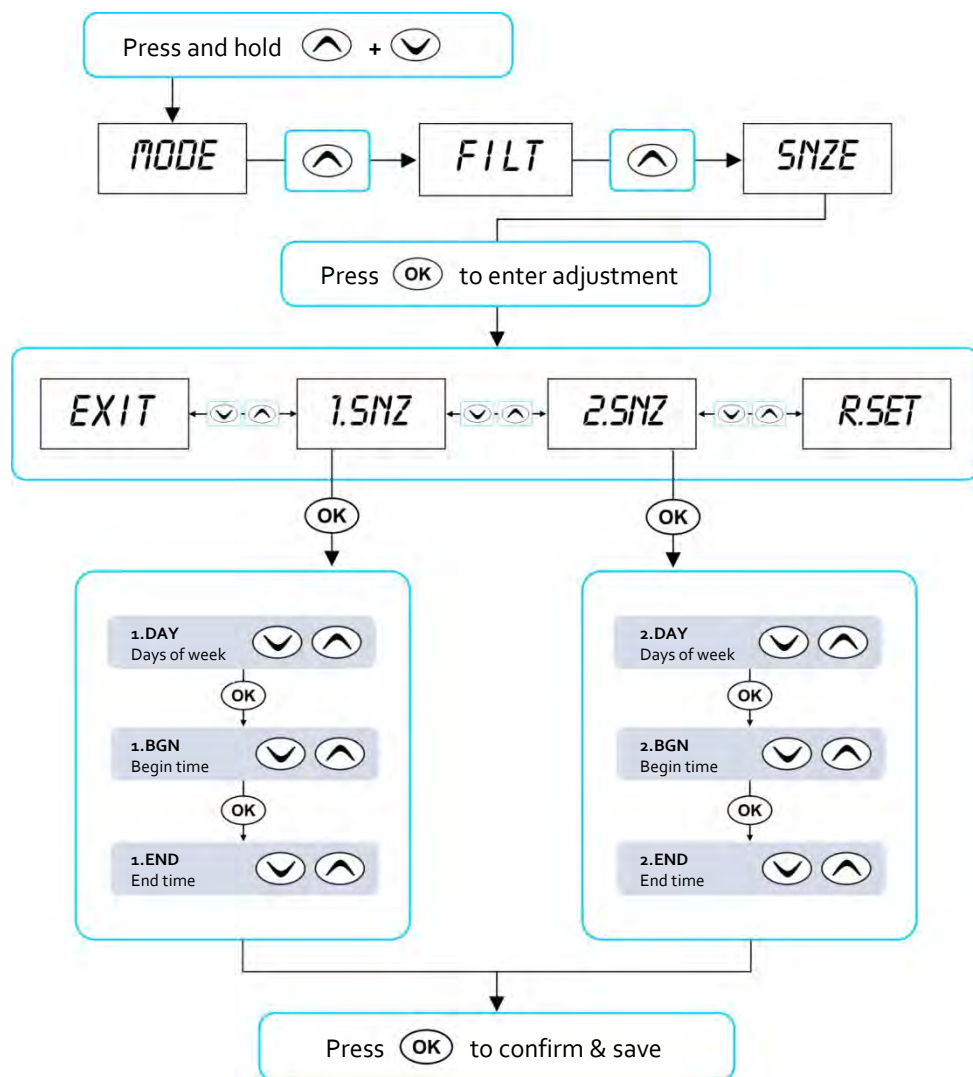 Press and hold +
MODE FILT SNZE
Press OK to enter adjustment
EXIT 1.SNZ 2.SNZ R.SET
OK OK
1.DAY
Days of week
OK
1.BGN
Begin time
OK
1.END
End time
2.DAY
Days of week
OK
2.BGN
Begin time
OK
2.END
End time
Press OK to confirm & save